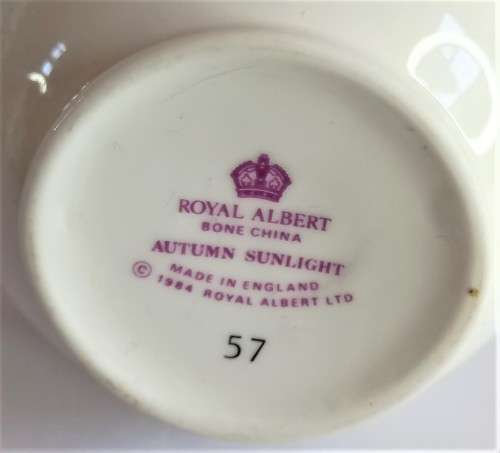 ROYAL ALBERT
BONE CHINA
AUTUMN SUNLIGHT
MADE IN ENGLAND
© 1984 ROYAL ALBERT LTD
57